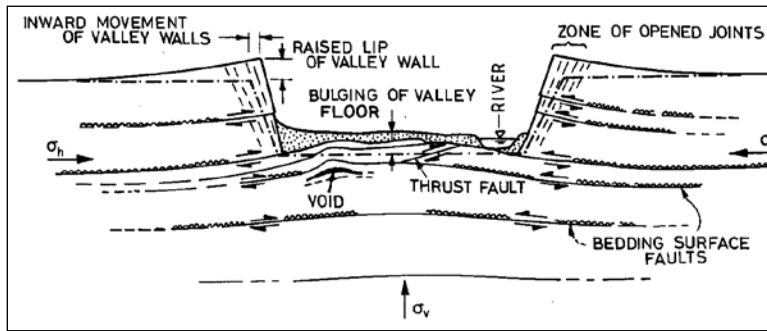 INWARD MOVEMENT
OF VALLEY WALLS
RAISED LIP
OF VALLEY WALL
BULGING OF VALLEY
FLOOR
RIVER
ZONE OF OPENED JOINTS
σh
σ
THRUST FAULT
VOID
BEDDING SURFACE
FAULTS
σv